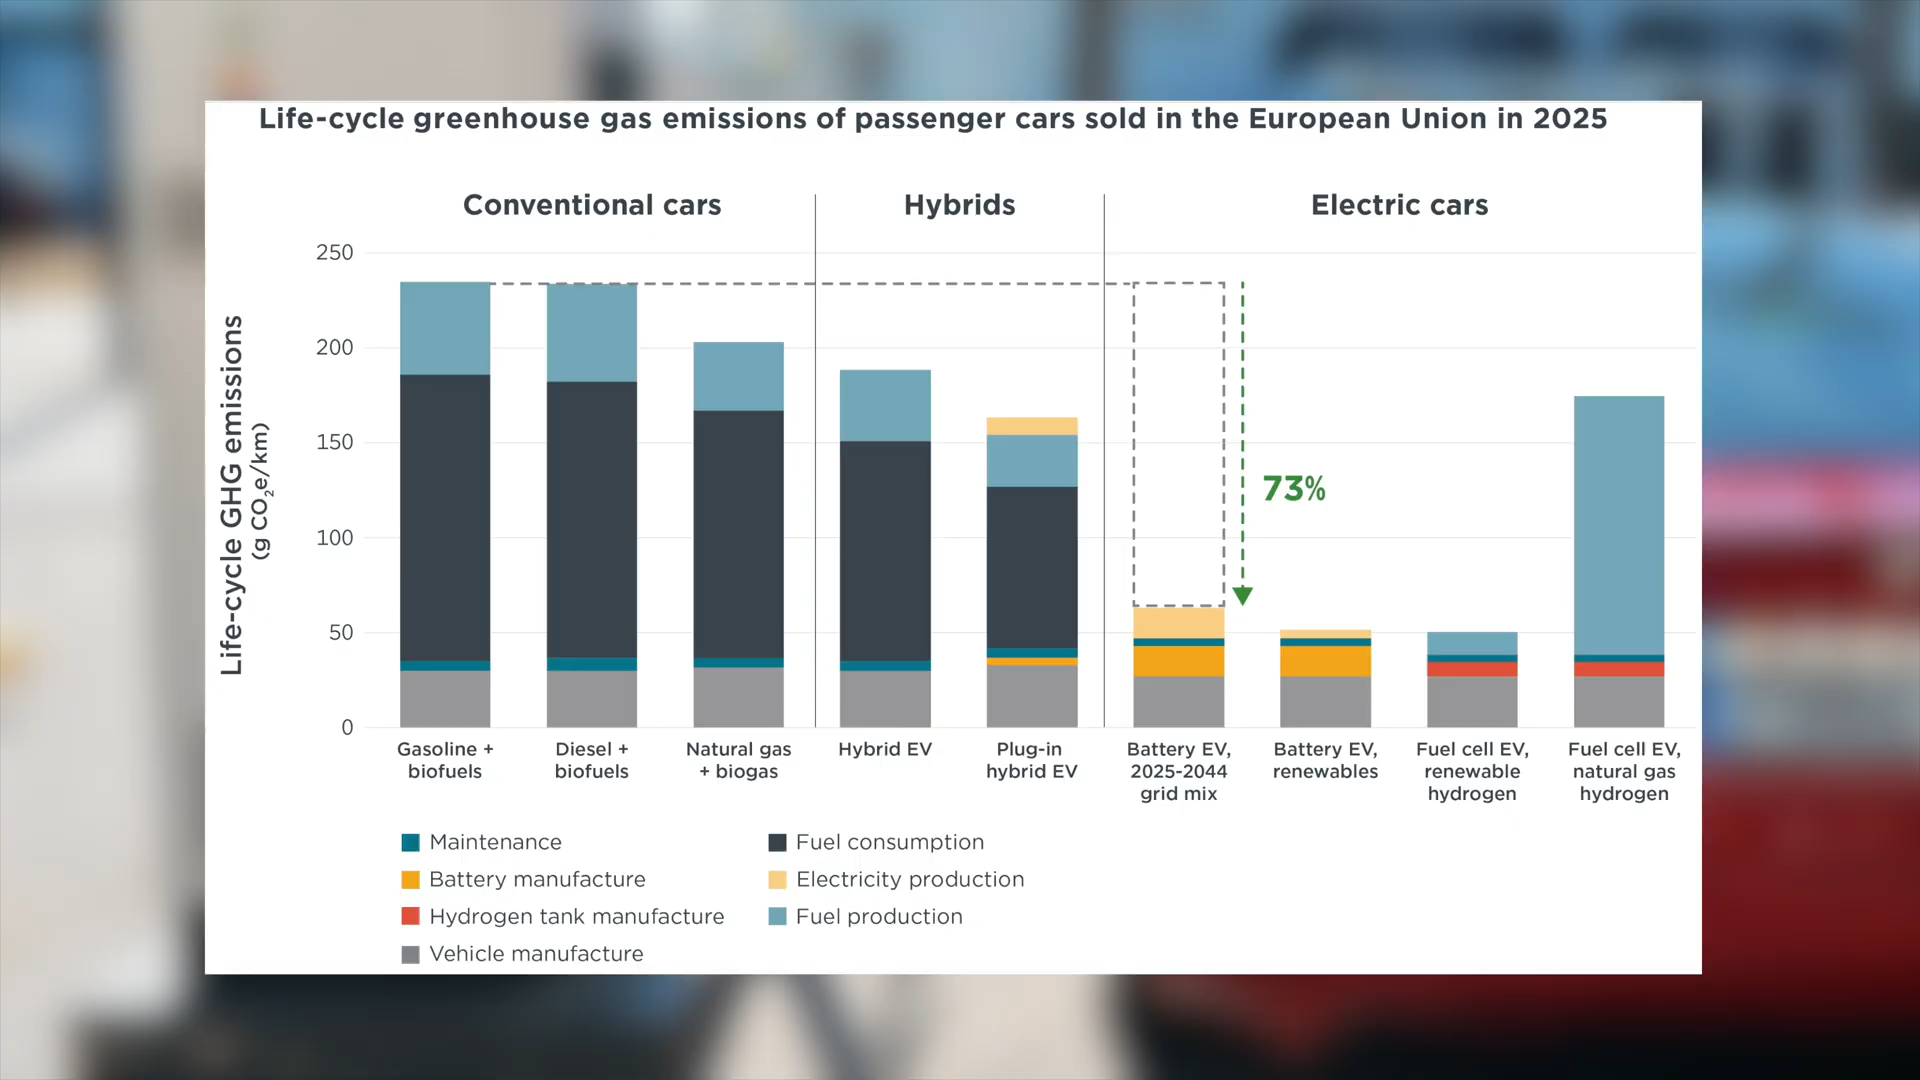 Life-cycle greenhouse gas emissions of passenger cars sold in the European Union in 2025
Conventional cars
Hybrids
Electric cars
Life-cycle GHG emissions
(g CO₂e/km)
250
200
150
100
50
0
73%
Gasoline +
biofuels
Diesel +
biofuels
Natural gas
+ biogas
Hybrid EV
Plug-in
hybrid EV
Battery EV,
2025-2044
grid mix
Battery EV,
renewables
Fuel cell EV,
renewable
hydrogen
Fuel cell EV,
natural gas
hydrogen
Maintenance
Battery manufacture
Hydrogen tank manufacture
Vehicle manufacture
Fuel consumption
Electricity production
Fuel production